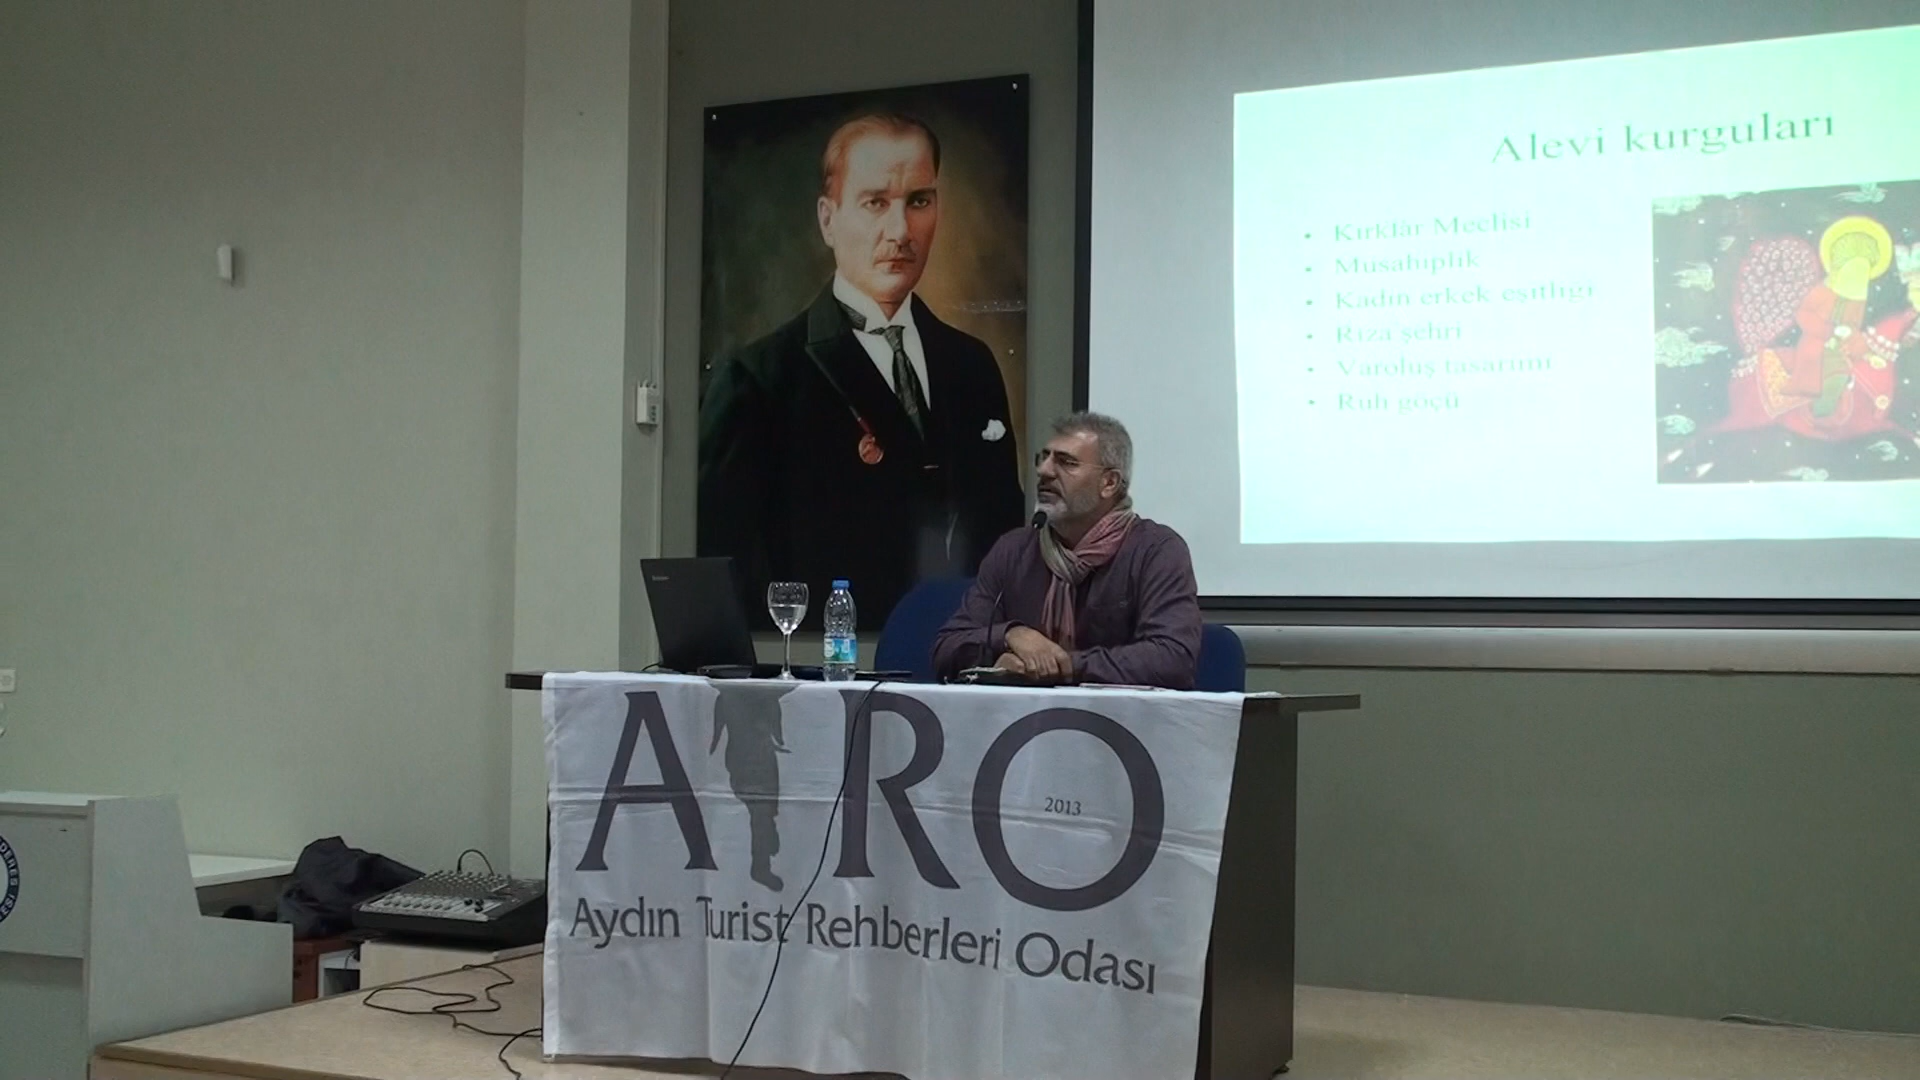 Alevi kurguları
• Kırklar Meclisi
• Musahiplik
• Kadın erkek eşitliği
• Rıza şehri
• Varoluş tasarımı
• Ruh göçü
ATRO
2013
Aydın Turist Rehberleri Odası